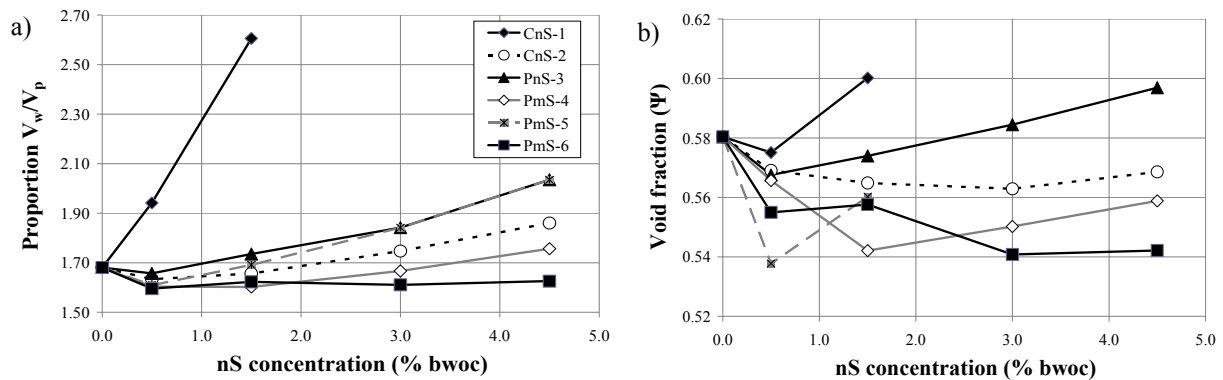 a)
Proportion Vw/Vp
2.70
2.50
2.30
2.10
1.90
1.70
1.50
0.0 1.0 2.0 3.0 4.0 5.0
nS concentration (% bwoc)
CnS-1
CnS-2
PnS-3
PmS-4
PmS-5
PmS-6
b)
Void fraction (Ψ)
0.62
0.60
0.58
0.56
0.54
0.52
0.0 1.0 2.0 3.0 4.0 5.0
nS concentration (% bwoc)